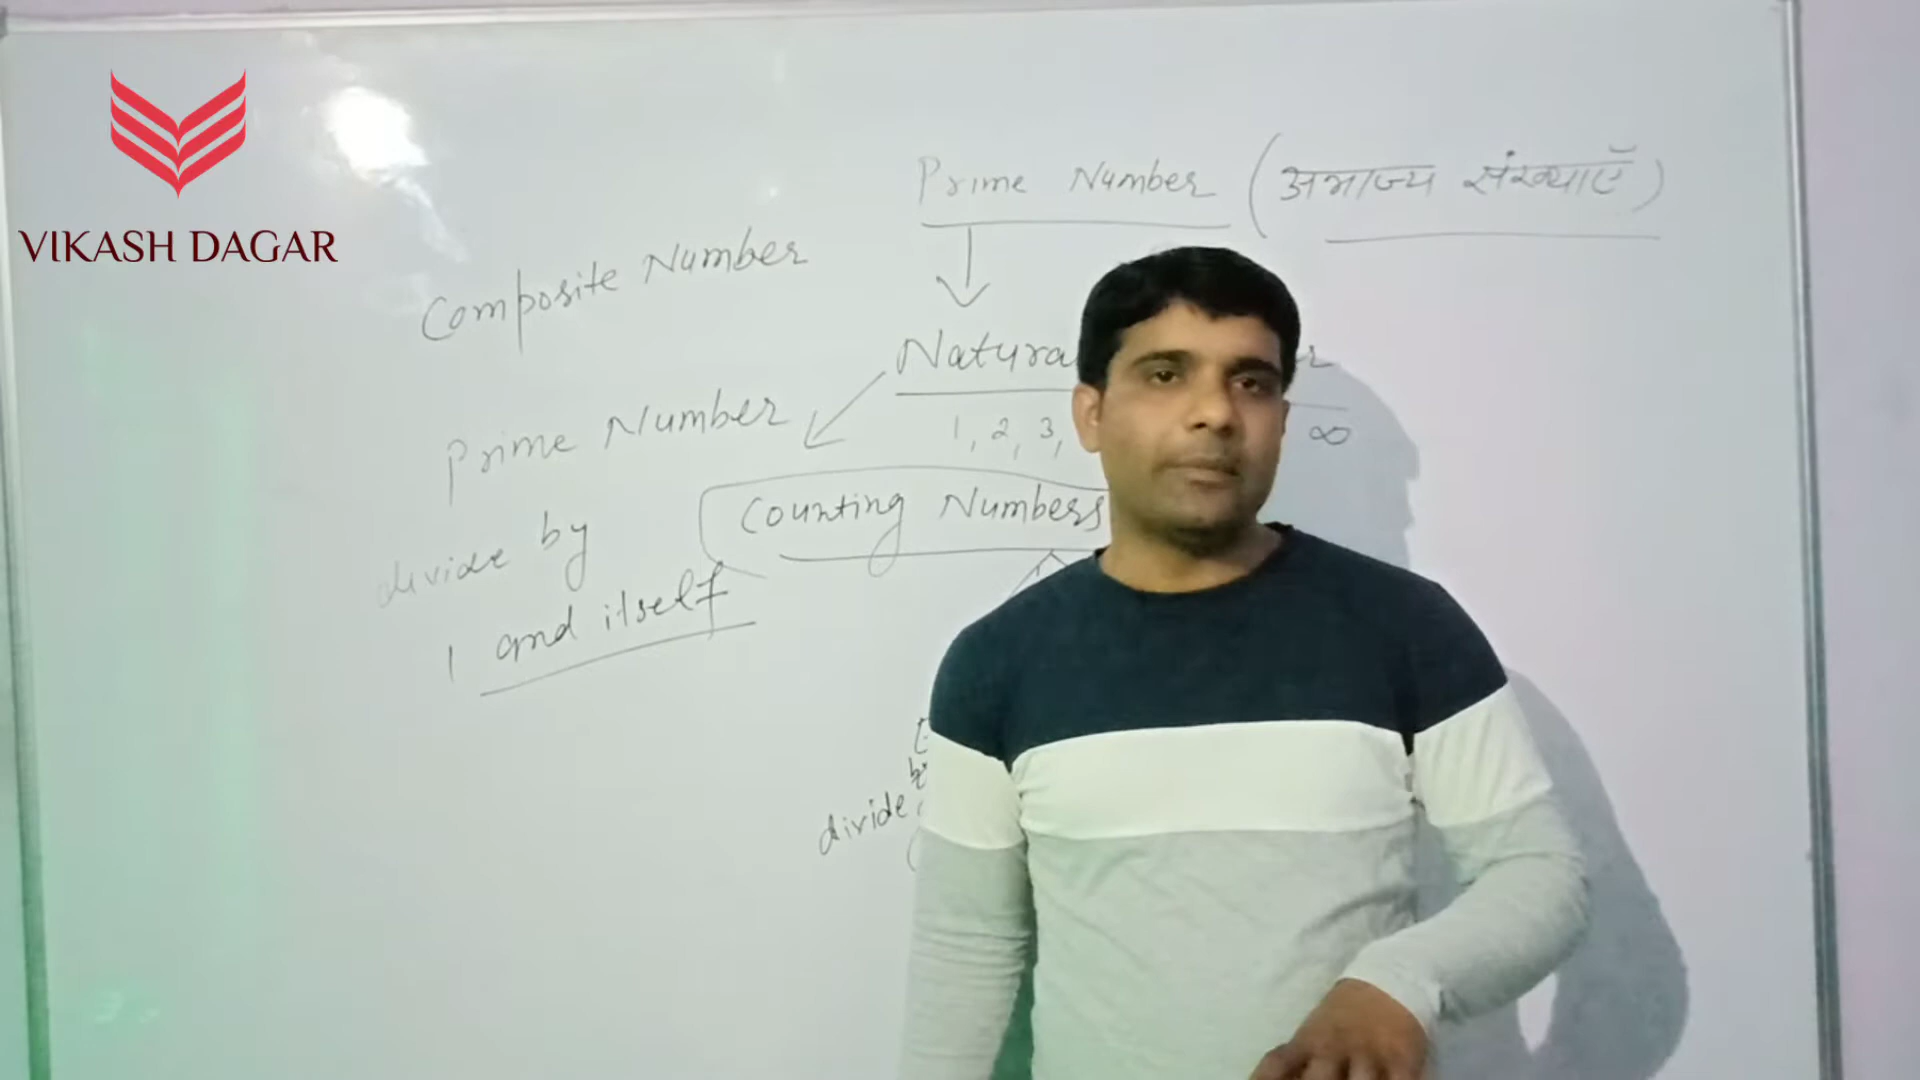 VIKASH DAGAR
Prime Number (अभाज्य संख्याएँ)
Composite Number
Natura
Prime Number
1, 2, 3, ∞
Counting Numbers
divide by
1 and itself
divide